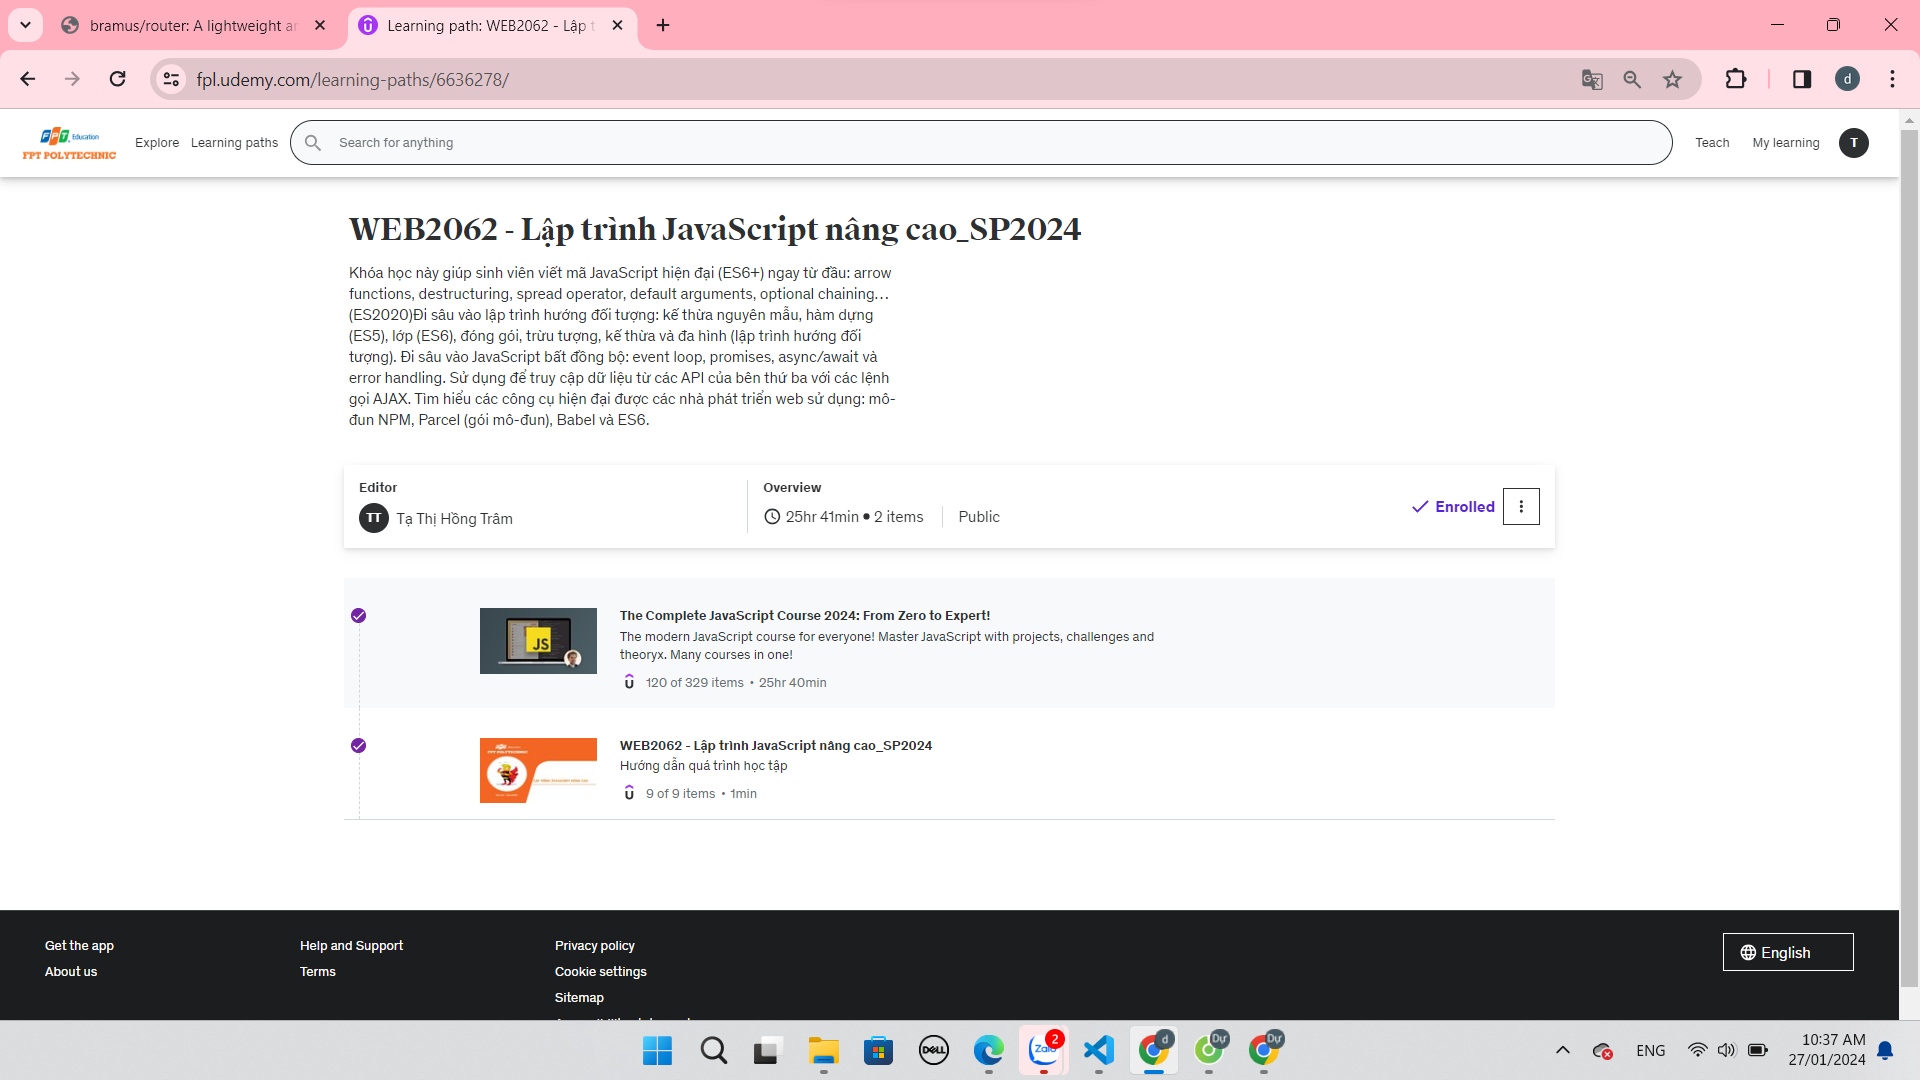 bramus/router: A lightweight ar
Learning path: WEB2062 - Lập t
fpl.udemy.com/learning-paths/6636278/
d
FPT Education
FPT POLYTECHNIC
Explore
Learning paths
Search for anything
Teach
My learning
T
WEB2062 - Lập trình JavaScript nâng cao_SP2024
Khóa học này giúp sinh viên viết mã JavaScript hiện đại (ES6+) ngay từ đầu: arrow
functions, destructuring, spread operator, default arguments, optional chaining…
(ES2020)Đi sâu vào lập trình hướng đối tượng: kế thừa nguyên mẫu, hàm dựng
(ES5), lớp (ES6), đóng gói, trừu tượng, kế thừa và đa hình (lập trình hướng đối
tượng). Đi sâu vào JavaScript bất đồng bộ: event loop, promises, async/await và
error handling. Sử dụng để truy cập dữ liệu từ các API của bên thứ ba với các lệnh
gọi AJAX. Tìm hiểu các công cụ hiện đại được các nhà phát triển web sử dụng: mô-
đun NPM, Parcel (gói mô-đun), Babel và ES6.
Editor
TT
Tạ Thị Hồng Trâm
Overview
25hr 41min • 2 items
Public
Enrolled
JS
The Complete JavaScript Course 2024: From Zero to Expert!
The modern JavaScript course for everyone! Master JavaScript with projects, challenges and
theoryx. Many courses in one!
120 of 329 items • 25hr 40min
WEB2062 - Lập trình JavaScript nâng cao_SP2024
Hướng dẫn quá trình học tập
9 of 9 items • 1min
Get the app
About us
Help and Support
Terms
Privacy policy
Cookie settings
Sitemap
English
DELL
Zalo
2
d
Dự
Dự
ENG
10:37 AM
27/01/2024